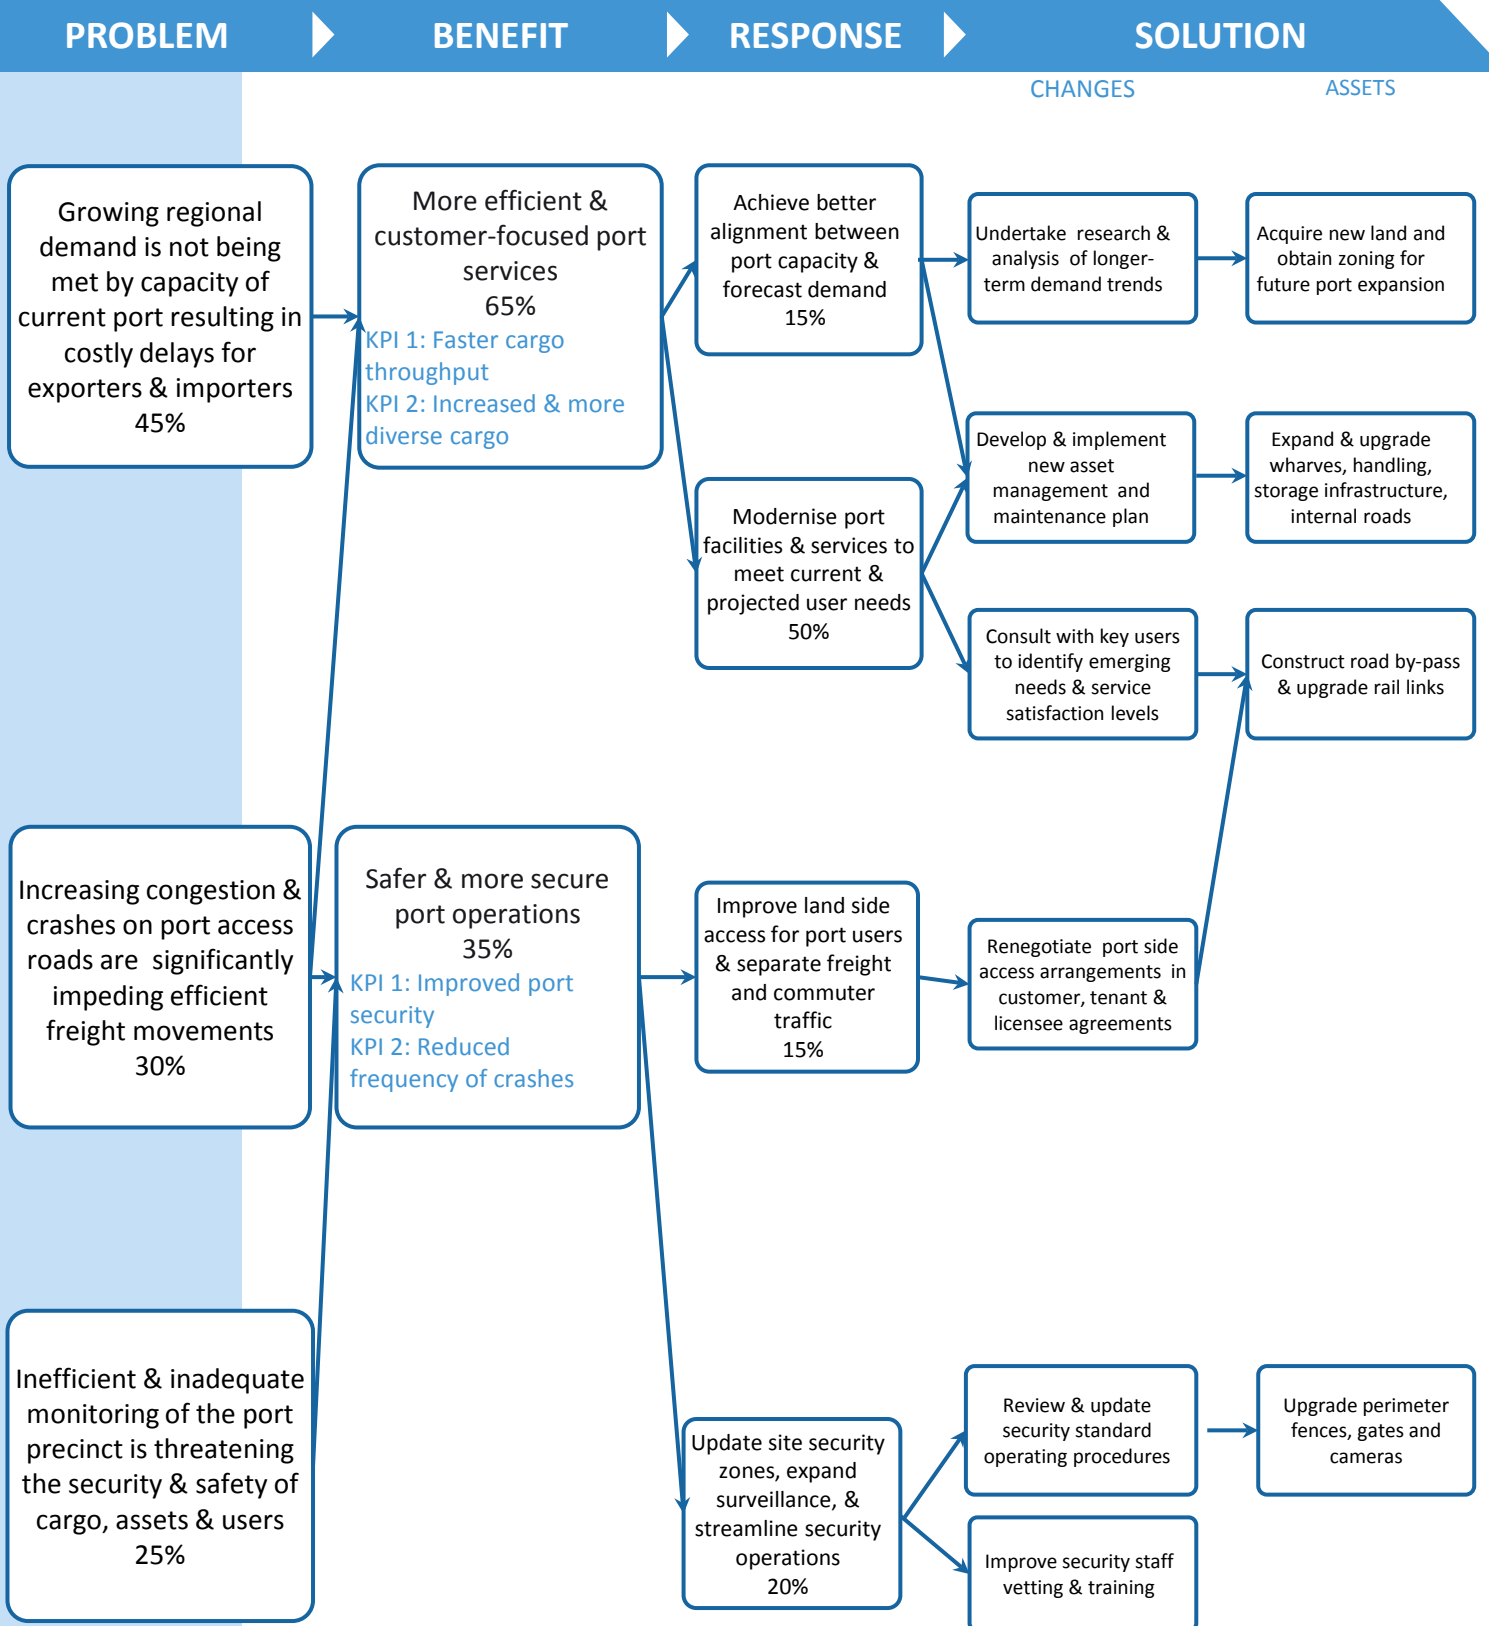 PROBLEM
BENEFIT
RESPONSE
SOLUTION
CHANGES
ASSETS
Growing regional
demand is not being
met by capacity of
current port resulting in
costly delays for
exporters & importers
45%
More efficient &
customer-focused port
services
65%
KPI 1: Faster cargo
throughput
KPI 2: Increased & more
diverse cargo
Achieve better
alignment between
port capacity &
forecast demand
15%
Undertake research &
analysis of longer-
term demand trends
Acquire new land and
obtain zoning for
future port expansion
Develop & implement
new asset
management and
maintenance plan
Expand & upgrade
wharves, handling,
storage infrastructure,
internal roads
Modernise port
facilities & services to
meet current &
projected user needs
50%
Consult with key users
to identify emerging
needs & service
satisfaction levels
Construct road by-pass
& upgrade rail links
Increasing congestion &
crashes on port access
roads are significantly
impeding efficient
freight movements
30%
Safer & more secure
port operations
35%
KPI 1: Improved port
security
KPI 2: Reduced
frequency of crashes
Improve land side
access for port users
& separate freight
and commuter
traffic
15%
Renegotiate port side
access arrangements in
customer, tenant &
licensee agreements
Inefficient & inadequate
monitoring of the port
precinct is threatening
the security & safety of
cargo, assets & users
25%
Update site security
zones, expand
surveillance, &
streamline security
operations
20%
Review & update
security standard
operating procedures
Upgrade perimeter
fences, gates and
cameras
Improve security staff
vetting & training